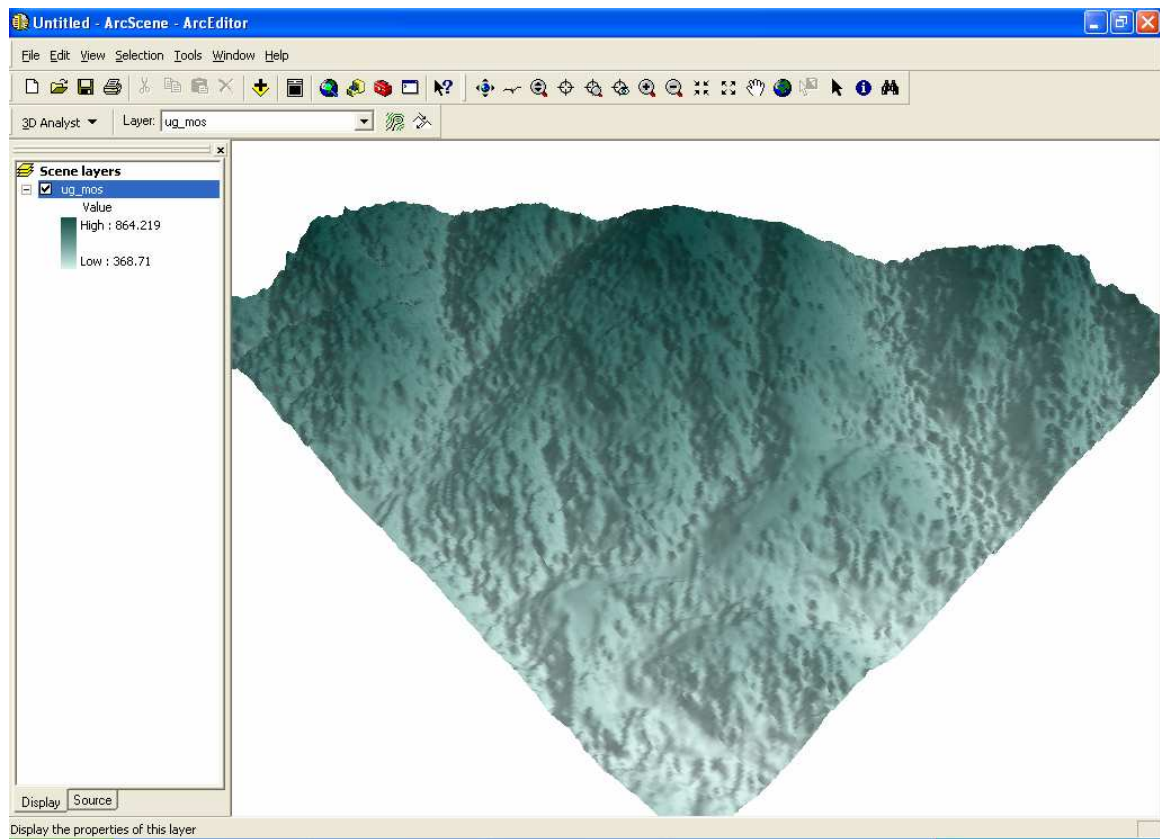 Untitled - ArcScene - ArcEditor
File Edit View Selection Tools Window Help
3D Analyst Layer: ug_mos
Scene layers
ug_mos
Value
High : 864.219
Low : 368.71
Display Source
Display the properties of this layer